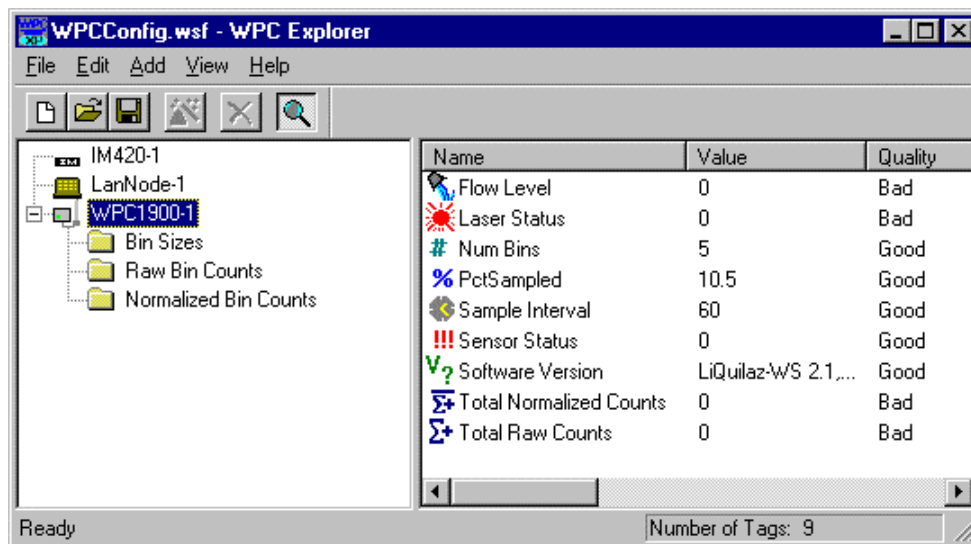 WPCConfig.wsf - WPC Explorer
File Edit Add View Help
IM420-1
LanNode-1
WPC1900-1
Bin Sizes
Raw Bin Counts
Normalized Bin Counts
Name Value Quality
Flow Level 0 Bad
Laser Status 0 Bad
# Num Bins 5 Good
% PctSampled 10.5 Good
Sample Interval 60 Good
!!! Sensor Status 0 Good
V? Software Version LiQuilaz-WS 2.1,... Good
Σ+ Total Normalized Counts 0 Bad
Σ+ Total Raw Counts 0 Bad
Ready
Number of Tags: 9